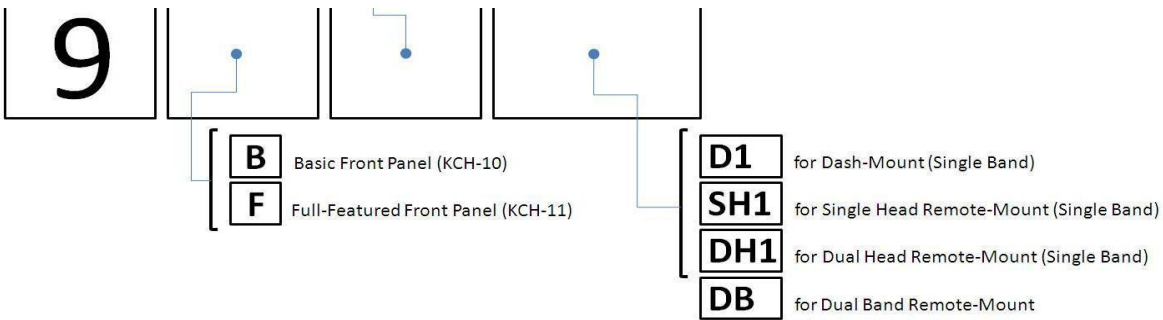 9
B Basic Front Panel (KCH-10)
F Full-Featured Front Panel (KCH-11)
D1 for Dash-Mount (Single Band)
SH1 for Single Head Remote-Mount (Single Band)
DH1 for Dual Head Remote-Mount (Single Band)
DB for Dual Band Remote-Mount